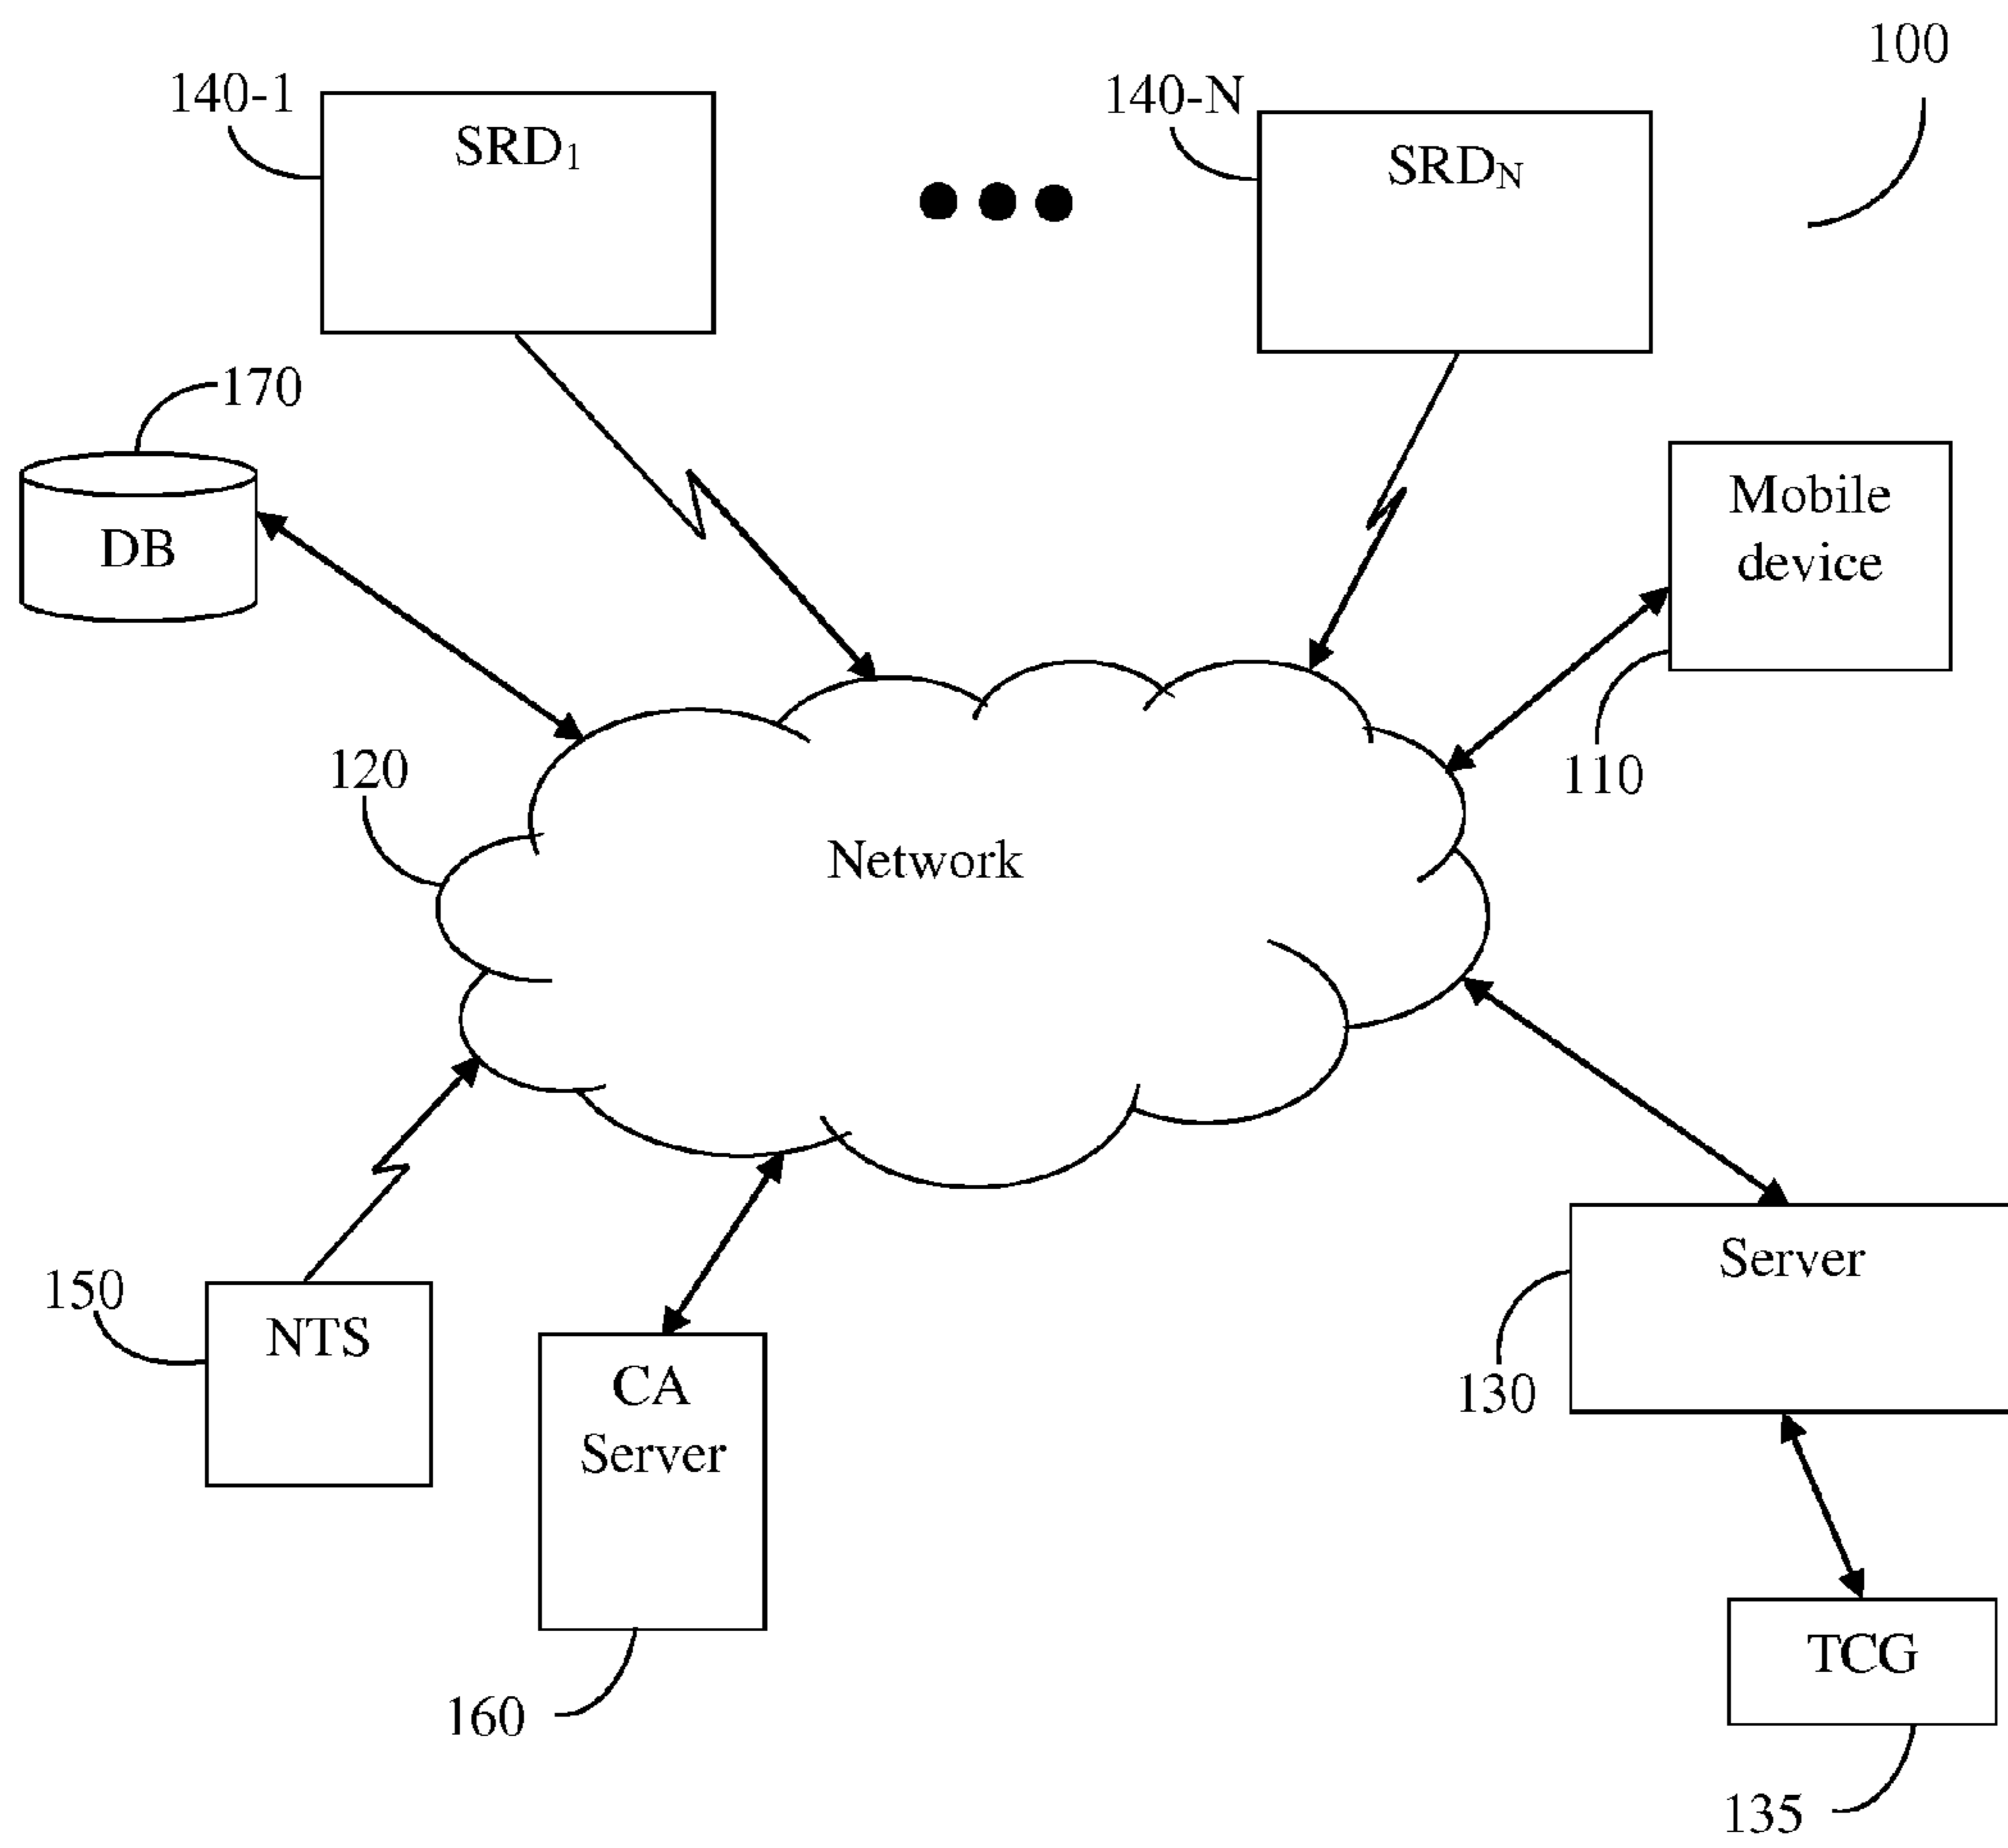 100
140-1
SRD1
140-N
SRDN
170
DB
Mobile
device
110
120
Network
150
NTS
CA
Server
160
Server
130
TCG
135